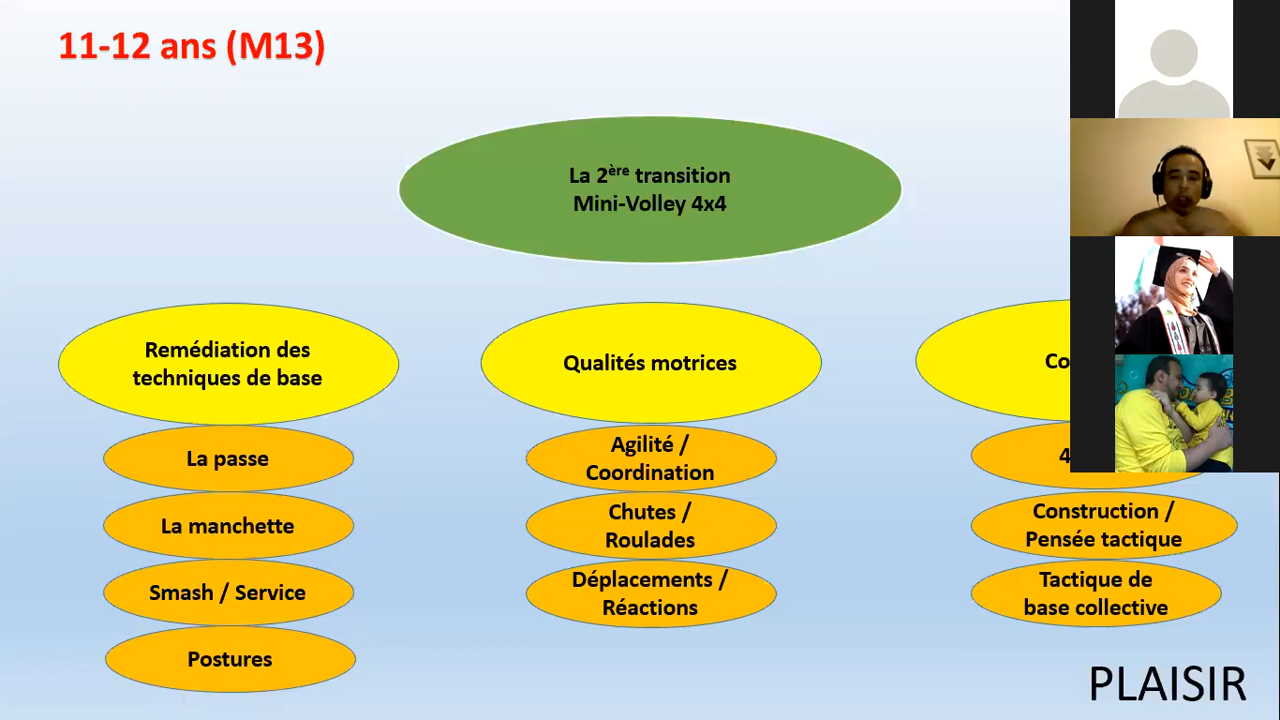 11-12 ans (M13)
La 2ère transition
Mini-Volley 4x4
Remédiation des
techniques de base
La passe
La manchette
Smash / Service
Postures
Qualités motrices
Agilité /
Coordination
Chutes /
Roulades
Déplacements /
Réactions
Co
4
Construction /
Pensée tactique
Tactique de
base collective
PLAISIR